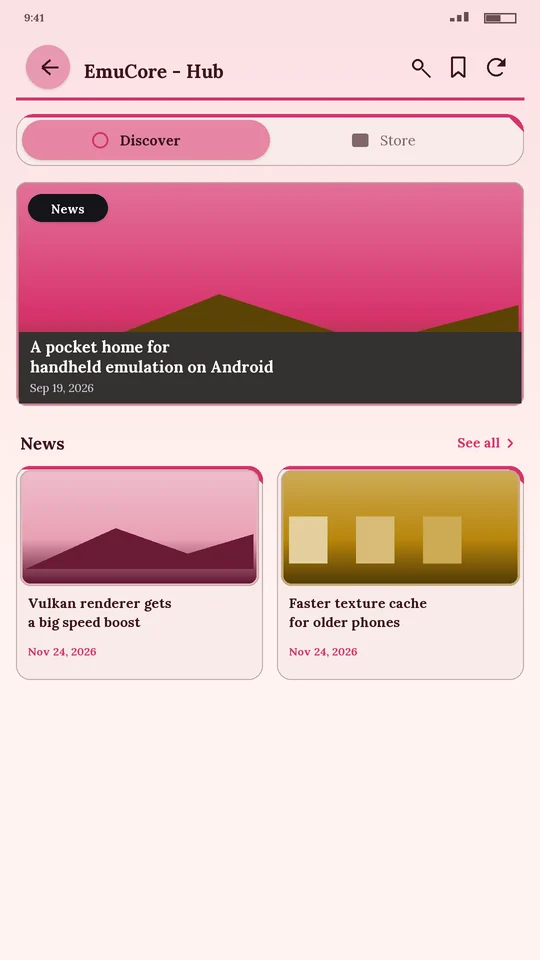 9:41
EmuCore - Hub
Discover
Store
News
A pocket home for
handheld emulation on Android
Sep 19, 2026
News
See all
Vulkan renderer gets
a big speed boost
Nov 24, 2026
Faster texture cache
for older phones
Nov 24, 2026